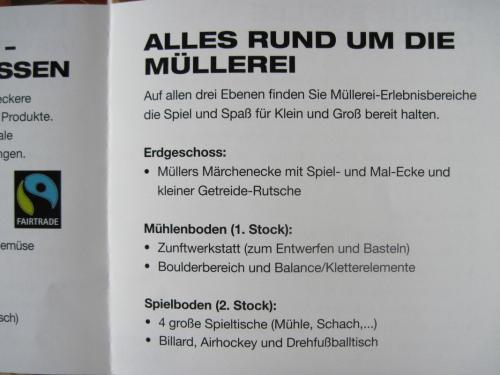 –
SSEN
eckere
Produkte.
ale
ngen.
FAIRTRADE
emüse
sch)
ALLES RUND UM DIE
MÜLLEREI
Auf allen drei Ebenen finden Sie Müllerei-Erlebnisbereiche
die Spiel und Spaß für Klein und Groß bereit halten.
Erdgeschoss:
• Müllers Märchenecke mit Spiel- und Mal-Ecke und
kleiner Getreide-Rutsche
Mühlenboden (1. Stock):
• Zunftwerkstatt (zum Entwerfen und Basteln)
• Boulderbereich und Balance/Kletterelemente
Spielboden (2. Stock):
• 4 große Spieltische (Mühle, Schach,...)
• Billard, Airhockey und Drehfußballtisch